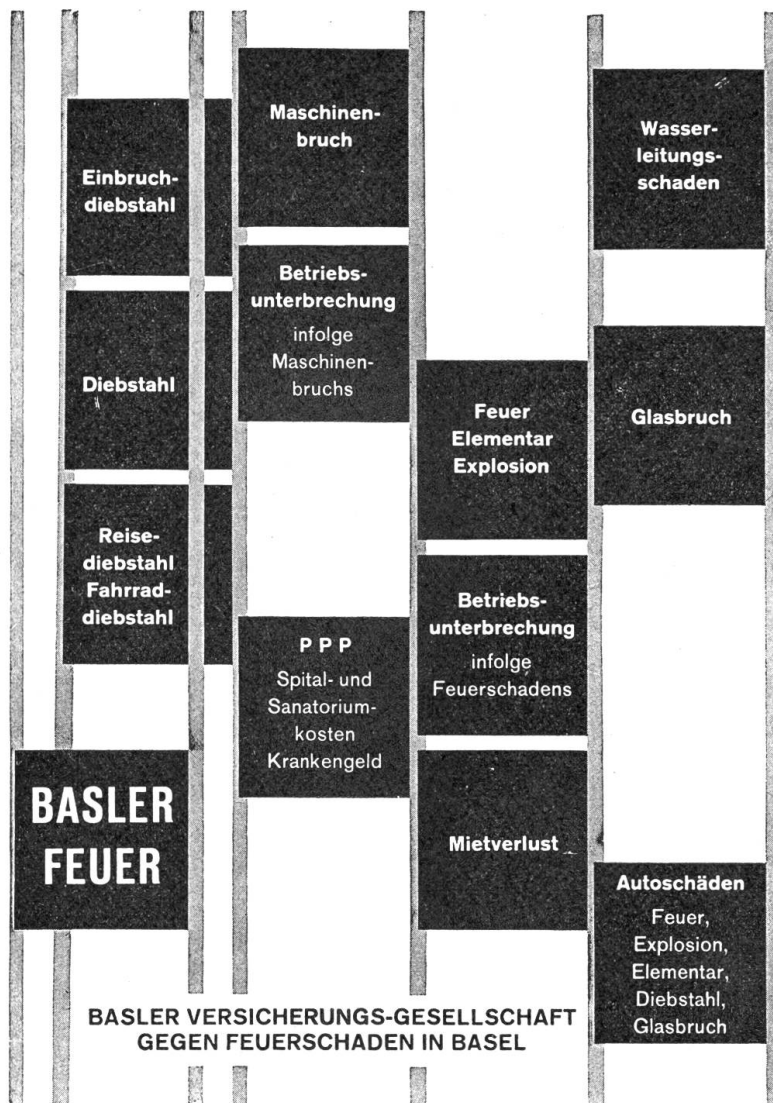 Einbruch-
diebstahl
Diebstahl
Reise-
diebstahl
Fahrrad-
diebstahl
BASLER
FEUER
Maschinen-
bruch
Betriebs-
unterbrechung
infolge
Maschinen-
bruchs
P P P
Spital- und
Sanatorium-
kosten
Krankengeld
Feuer
Elementar
Explosion
Betriebs-
unterbrechung
infolge
Feuerschadens
Mietverlust
Wasser-
leitungs-
schaden
Glasbruch
Autoschäden
Feuer,
Explosion,
Elementar,
Diebstahl,
Glasbruch
BASLER VERSICHERUNGS-GESELLSCHAFT
GEGEN FEUERSCHADEN IN BASEL